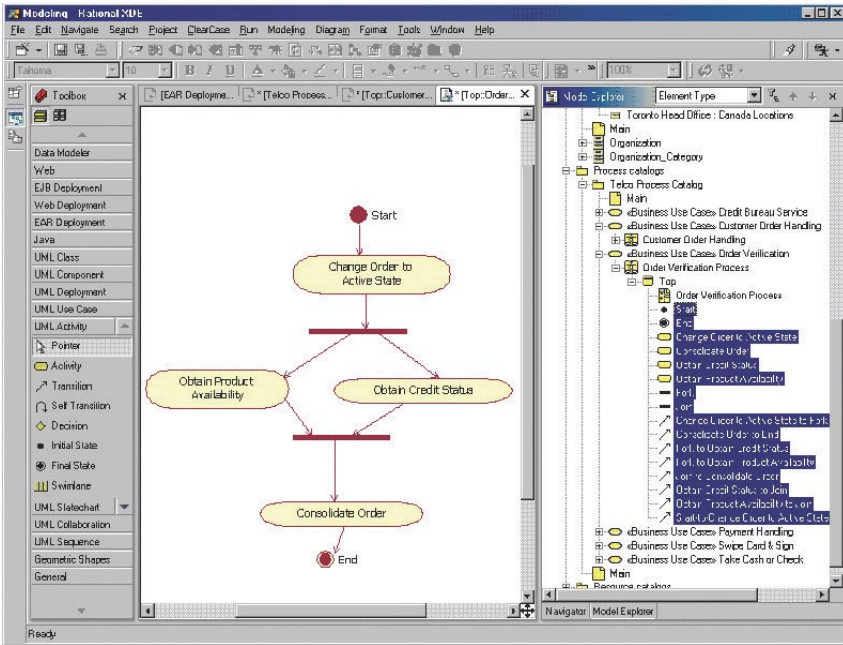 Modeling - Rational XDE
File Edit Navigate Search Project ClearCase Run Modeling Diagram Format Tools Window Help
Tahoma 10 B I U A 100%
Toolbox
Data Modeler
Web
EJB Deployment
Web Deployment
EAR Deployment
Java
UML Class
UML Component
UML Deployment
UML Use Case
UML Activity
Pointer
Activity
Transition
Self Transition
Decision
Initial State
Final State
Swimlane
UML Statechart
UML Collaboration
UML Sequence
Geometric Shapes
General
[EAR Deployme... * [Telco Process... * [Top::Customer... * [Top::Order...
Start
Change Order to
Active State
Obtain Product
Availability
Obtain Credit Status
Consolidate Order
End
Model Explorer Element Type
Toronto Head Office : Canada Locations
Main
Organization
Organization_Category
Process catalogs
Telco Process Catalog
Main
«Business Use Case» Credit Bureau Service
«Business Use Case» Customer Order Handling
Customer Order Handling
«Business Use Case» Order Verification
Order Verification Process
Top
Order Verification Process
Start
End
Change Order to Active State
Consolidate Order
Obtain Credit Status
Obtain Product Availability
Fork
Join
Change Order to Active State to Fork
Consolidate Order to End
Fork to Obtain Credit Status
Fork to Obtain Product Availability
Join to Consolidate Order
Obtain Credit Status to Join
Obtain Product Availability to Join
Start to Change Order to Active State
«Business Use Case» Payment Handling
«Business Use Case» Swipe Card & Sign
«Business Use Case» Take Cash or Check
Main
Resource catalogs
Navigator Model Explorer
Ready